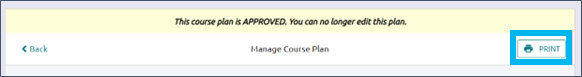 This course plan is APPROVED. You can no longer edit this plan.
Back Manage Course Plan PRINT